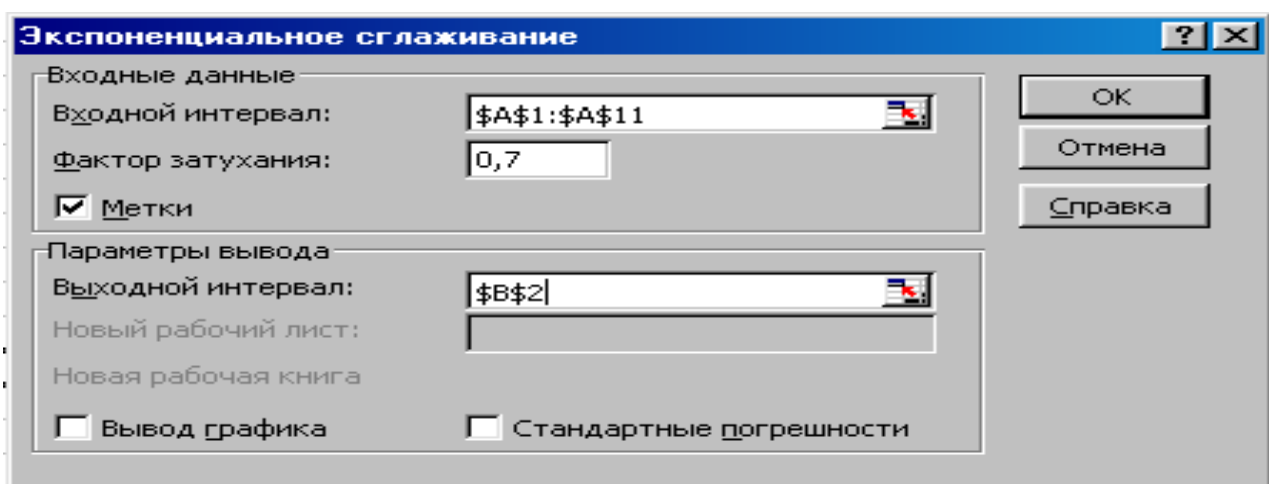 Экспоненциальное сглаживание
Входные данные
Входной интервал: $A$1:$A$11
Фактор затухания: 0,7
Метки
OK
Отмена
Справка
Параметры вывода
Выходной интервал: $B$2
Новый рабочий лист:
Новая рабочая книга
Вывод графика Стандартные погрешности